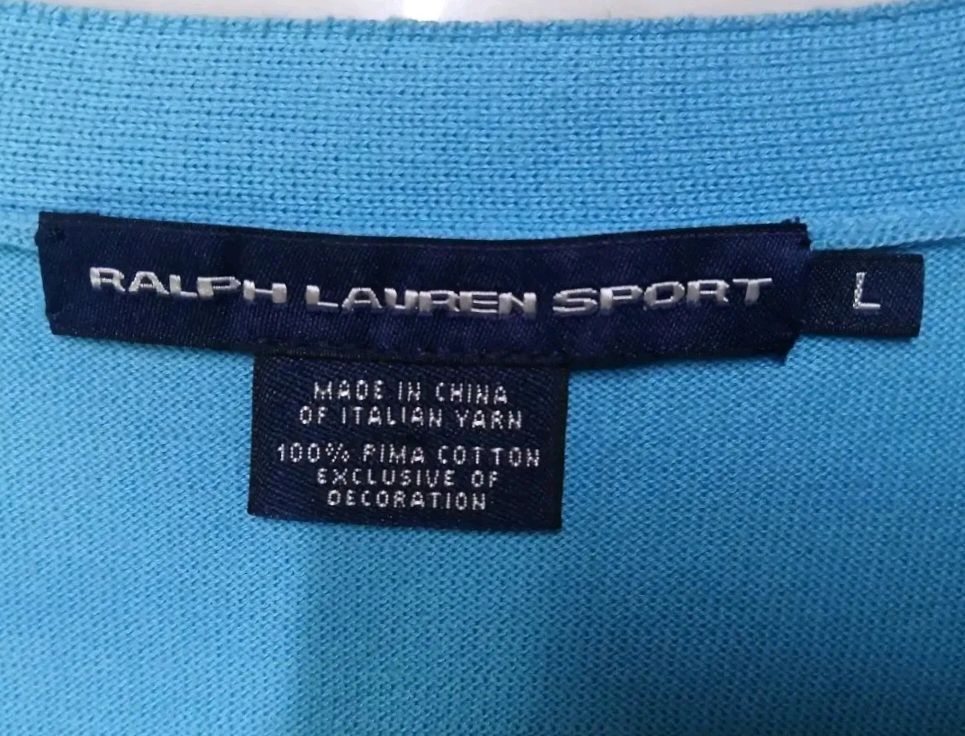 RALPH LAUREN SPORT
L
MADE IN CHINA
OF ITALIAN YARN
100% PIMA COTTON
EXCLUSIVE OF
DECORATION